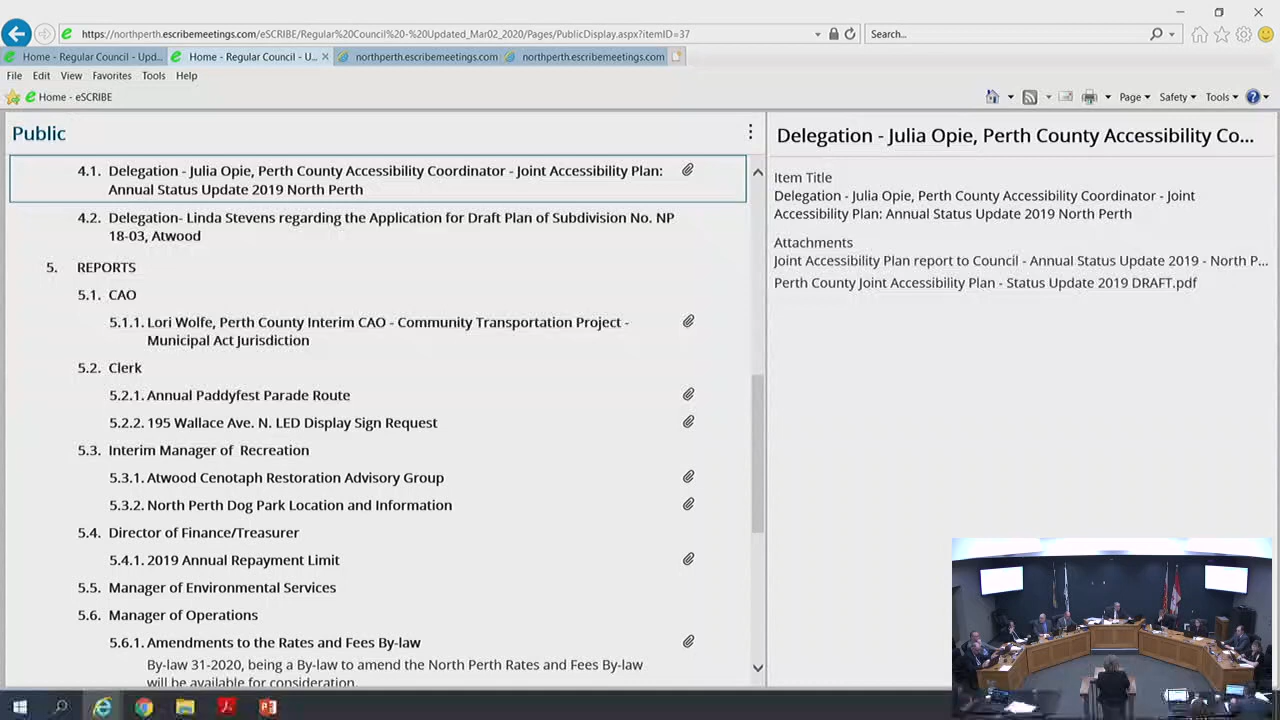 https://northperth.escribemeetings.com/eSCRIBE/Regular%20Council%20-%20Updated_Mar02_2020/Pages/PublicDisplay.aspx?itemID=37
Search...
Home - Regular Council - Upd...
Home - Regular Council - U...
northperth.escribemeetings.com
northperth.escribemeetings.com
File Edit View Favorites Tools Help
Home - eSCRIBE
Page Safety Tools
Public
4.1. Delegation - Julia Opie, Perth County Accessibility Coordinator - Joint Accessibility Plan:
Annual Status Update 2019 North Perth
4.2. Delegation- Linda Stevens regarding the Application for Draft Plan of Subdivision No. NP
18-03, Atwood
5. REPORTS
5.1. CAO
5.1.1. Lori Wolfe, Perth County Interim CAO - Community Transportation Project -
Municipal Act Jurisdiction
5.2. Clerk
5.2.1. Annual Paddyfest Parade Route
5.2.2. 195 Wallace Ave. N. LED Display Sign Request
5.3. Interim Manager of Recreation
5.3.1. Atwood Cenotaph Restoration Advisory Group
5.3.2. North Perth Dog Park Location and Information
5.4. Director of Finance/Treasurer
5.4.1. 2019 Annual Repayment Limit
5.5. Manager of Environmental Services
5.6. Manager of Operations
5.6.1. Amendments to the Rates and Fees By-law
By-law 31-2020, being a By-law to amend the North Perth Rates and Fees By-law
will be available for consideration.
Delegation - Julia Opie, Perth County Accessibility Co...
Item Title
Delegation - Julia Opie, Perth County Accessibility Coordinator - Joint
Accessibility Plan: Annual Status Update 2019 North Perth
Attachments
Joint Accessibility Plan report to Council - Annual Status Update 2019 - North P...
Perth County Joint Accessibility Plan - Status Update 2019 DRAFT.pdf